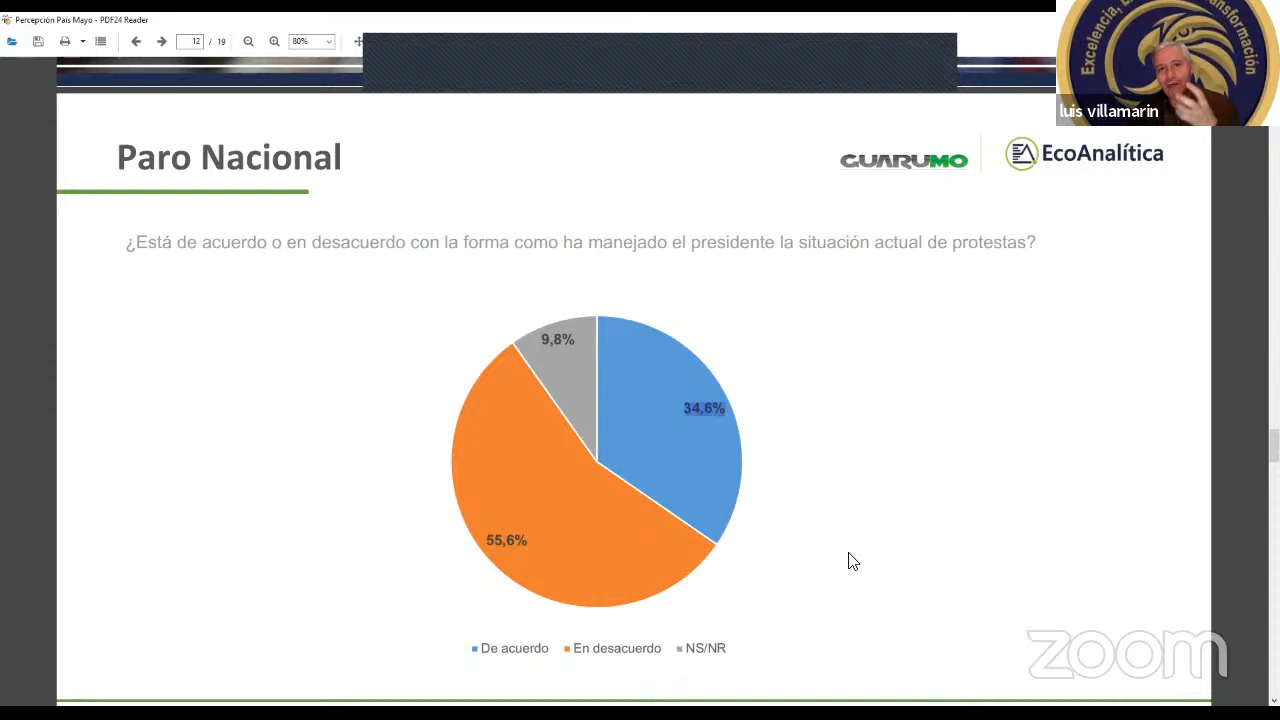 Percepción País Mayo - PDF24 Reader
12 / 19
80%
Excelencia, E
Transformación
luis villamarin
Paro Nacional
GUARUMO
EcoAnalítica
¿Está de acuerdo o en desacuerdo con la forma como ha manejado el presidente la situación actual de protestas?
9,8%
34,6%
55,6%
De acuerdo
En desacuerdo
NS/NR
zoom